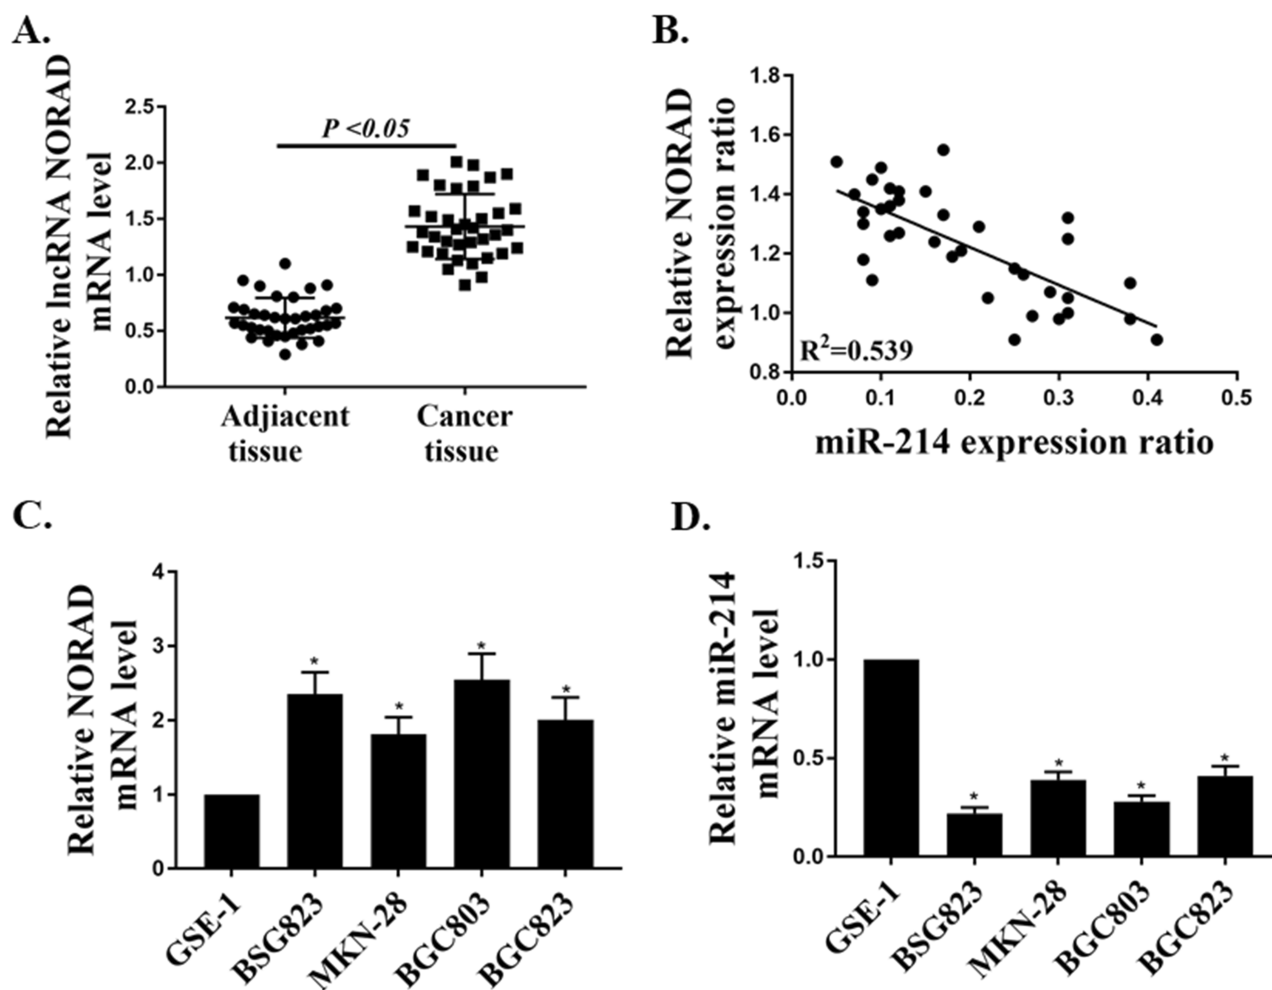 A.
Relative lncRNA NORAD
mRNA level
2.5
2.0
1.5
1.0
0.5
0.0
P <0.05
Adjiacent
tissue
Cancer
tissue
B.
Relative NORAD
expression ratio
1.8
1.6
1.4
1.2
1.0
0.8
R²=0.539
0.0
0.1
0.2
0.3
0.4
0.5
miR-214 expression ratio
C.
Relative NORAD
mRNA level
4
3
2
1
0
*
*
*
*
GSE-1
BSG823
MKN-28
BGC803
BGC823
D.
Relative miR-214
mRNA level
1.5
1.0
0.5
0.0
*
*
*
*
GSE-1
BSG823
MKN-28
BGC803
BGC823